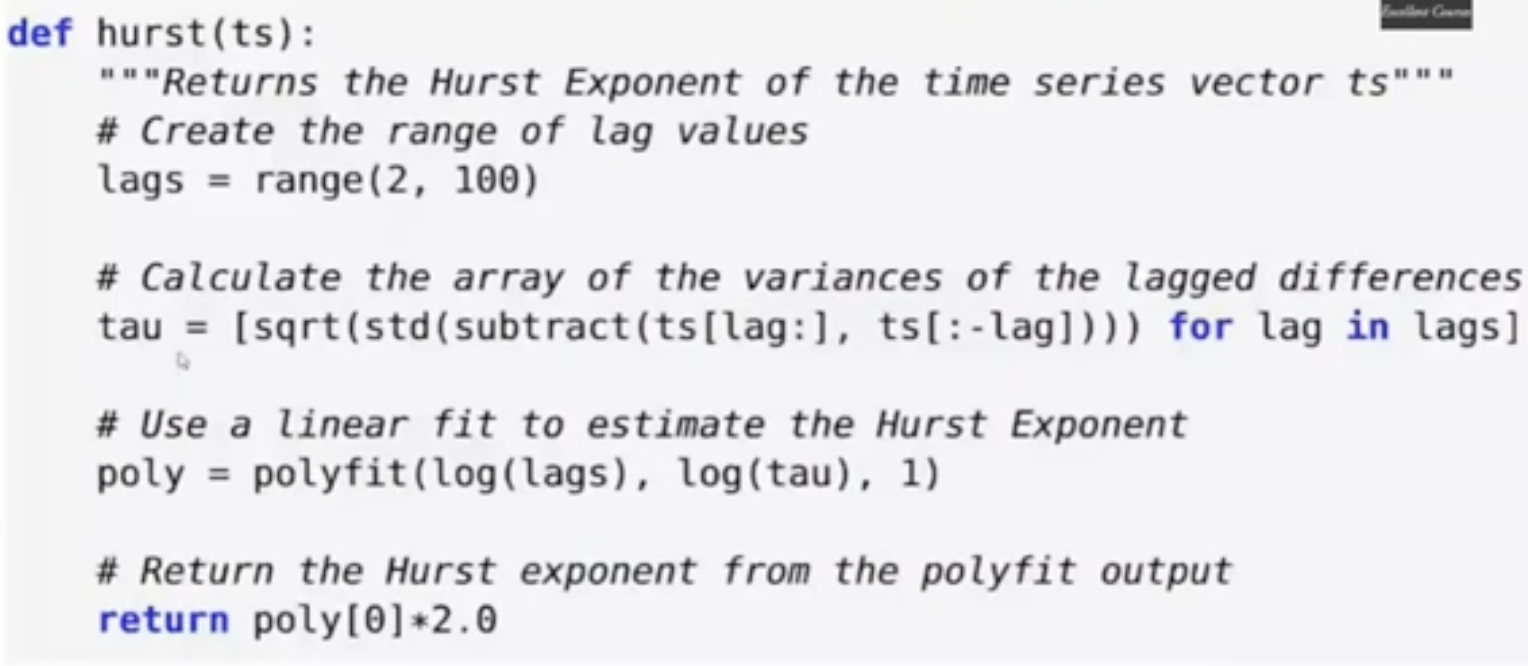 Excellent Courses
def hurst(ts):
    """Returns the Hurst Exponent of the time series vector ts"""
    # Create the range of lag values
    lags = range(2, 100)

    # Calculate the array of the variances of the lagged differences
    tau = [sqrt(std(subtract(ts[lag:], ts[:-lag]))) for lag in lags]

    # Use a linear fit to estimate the Hurst Exponent
    poly = polyfit(log(lags), log(tau), 1)

    # Return the Hurst exponent from the polyfit output
    return poly[0]*2.0